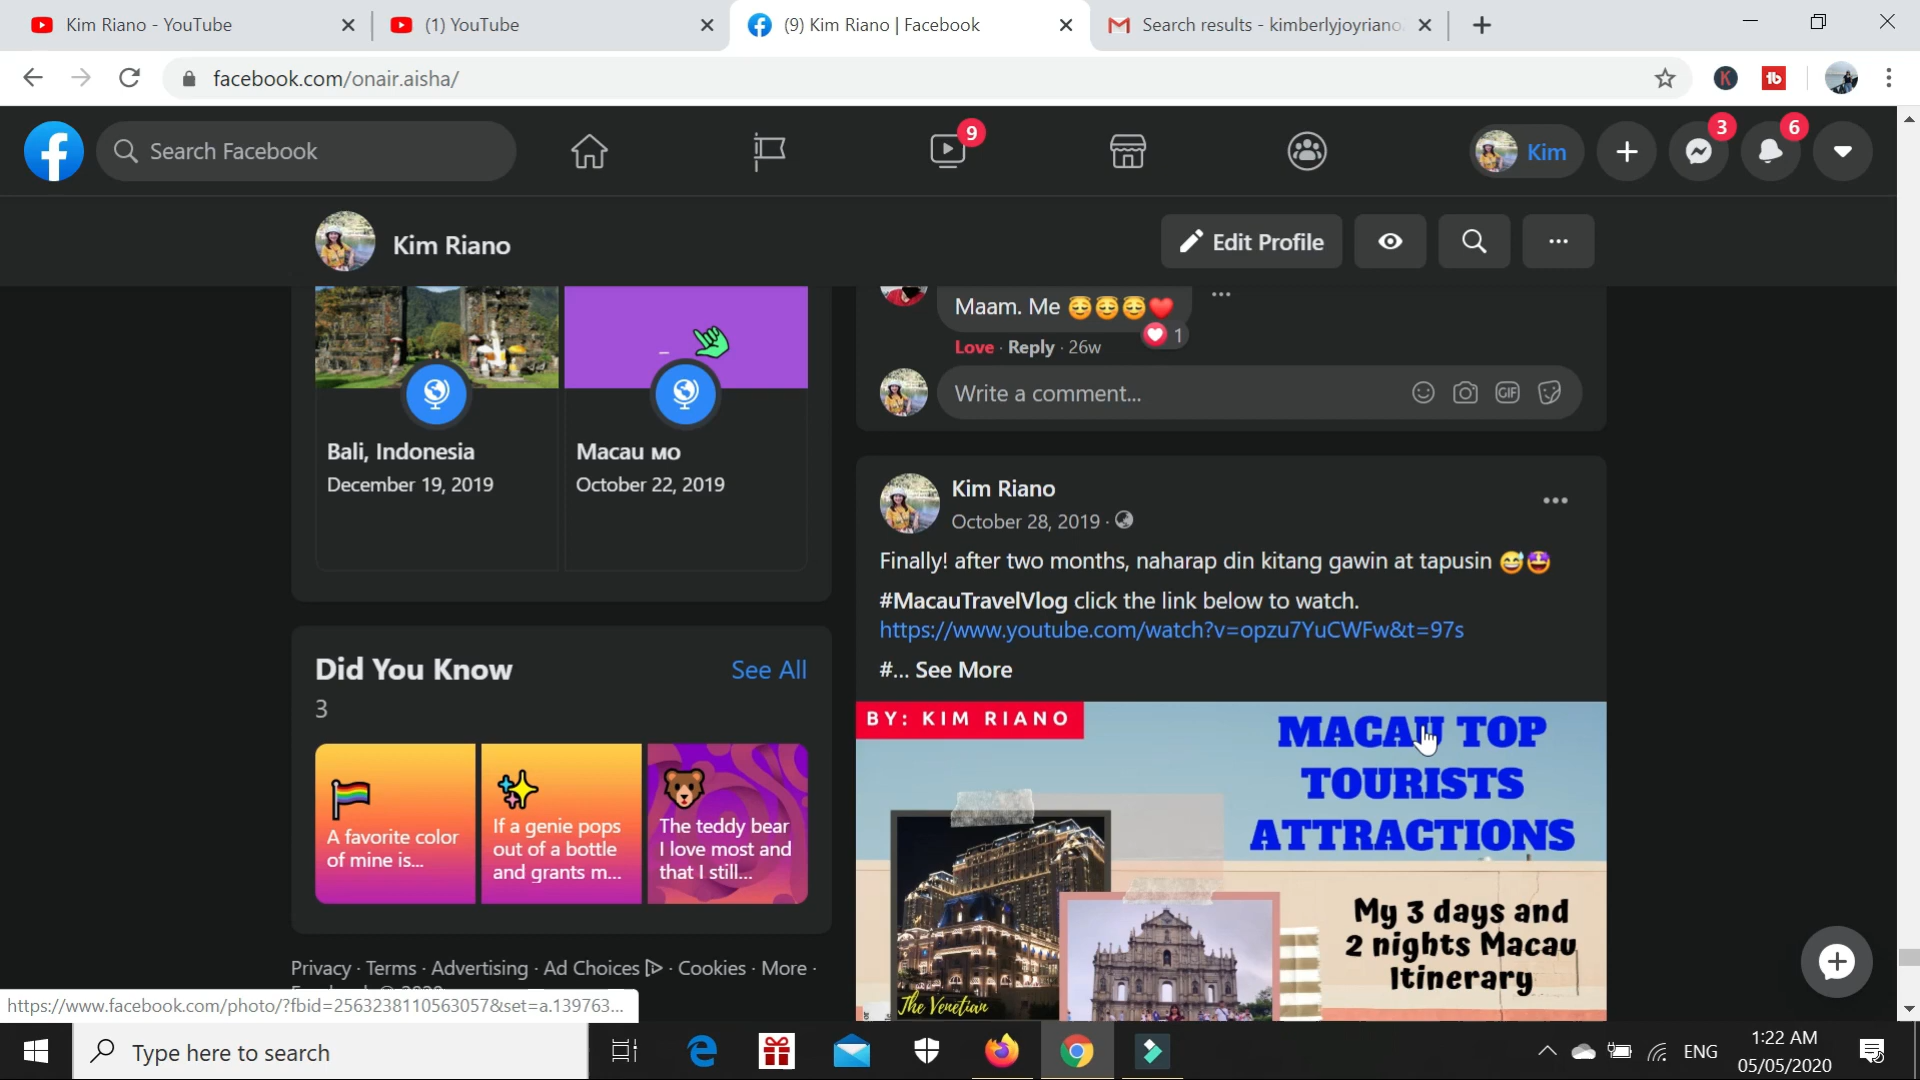 Kim Riano - YouTube
(1) YouTube
(9) Kim Riano | Facebook
Search results - kimberlyjoyriano
facebook.com/onair.aisha/
Search Facebook
9
Kim
3
6
Kim Riano
Edit Profile
Bali, Indonesia
December 19, 2019
Macau MO
October 22, 2019
Did You Know
See All
3
A favorite color
of mine is...
If a genie pops
out of a bottle
and grants m...
The teddy bear
I love most and
that I still...
Privacy · Terms · Advertising · Ad Choices · Cookies · More ·
Maam. Me 😇😇😇❤️
1
Love · Reply · 26w
Write a comment...
GIF
Kim Riano
October 28, 2019 ·
Finally! after two months, naharap din kitang gawin at tapusin 😅🤩
#MacauTravelVlog click the link below to watch.
https://www.youtube.com/watch?v=opzu7YuCWFw&t=97s
#... See More
BY: KIM RIANO
MACAU TOP
TOURISTS
ATTRACTIONS
My 3 days and
2 nights Macau
Itinerary
The Venetian
https://www.facebook.com/photo/?fbid=2563238110563057&set=a.139763...
Type here to search
ENG
1:22 AM
05/05/2020